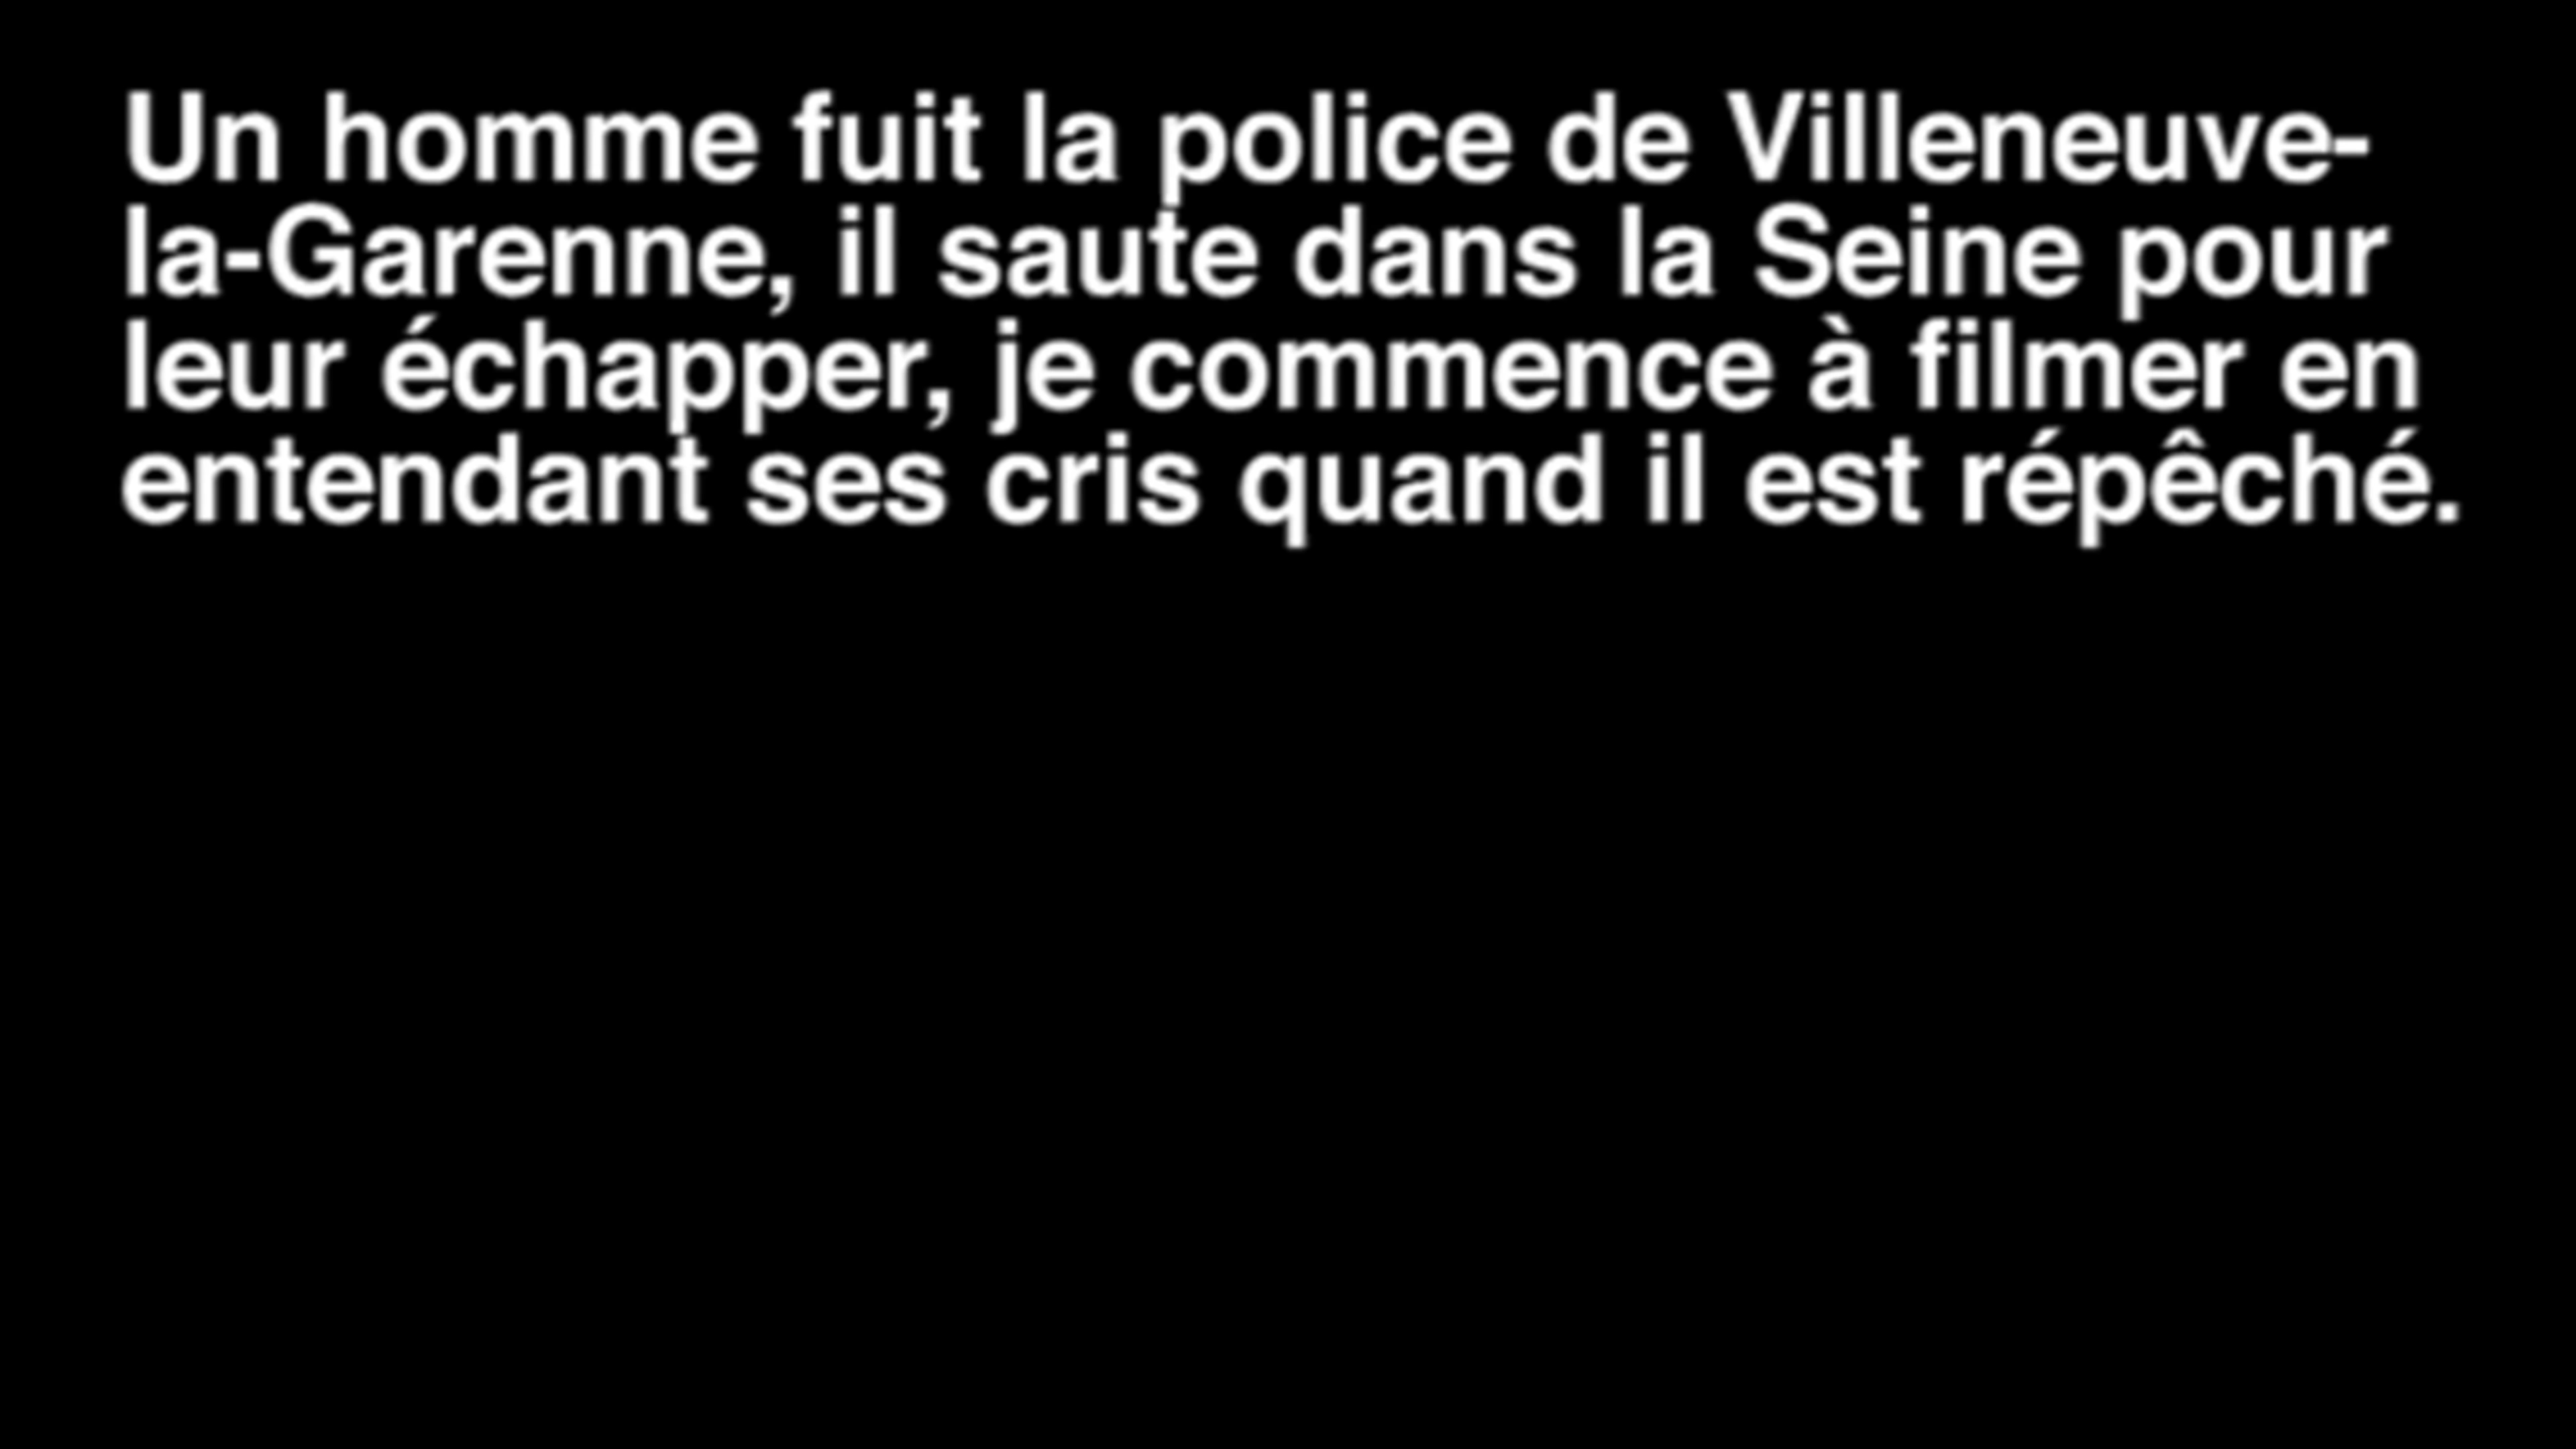 Un homme fuit la police de Villeneuve-
la-Garenne, il saute dans la Seine pour
leur échapper, je commence à filmer en
entendant ses cris quand il est répêché.